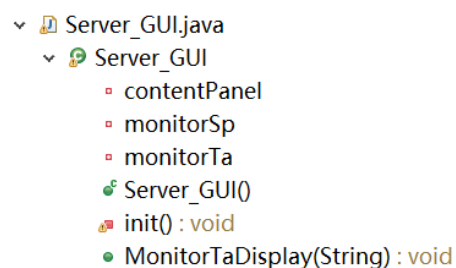 Server_GUI.java
Server_GUI
contentPanel
monitorSp
monitorTa
Server_GUI()
init() : void
MonitorTaDisplay(String) : void